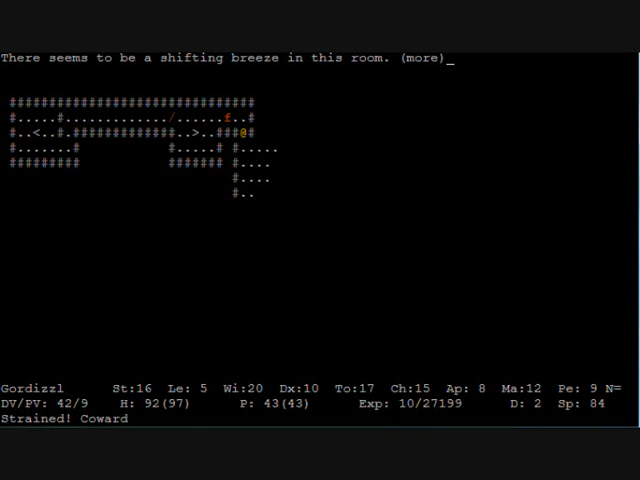 There seems to be a shifting breeze in this room. (more)_
#################################
#.....#............./......f..#
#..<..#.#############..>..###@#
#.......#            #.....# #.....
#########            ####### #....
#....
#..
Gordizzl St:16 Le: 5 Wi:20 Dx:10 To:17 Ch:15 Ap: 8 Ma:12 Pe: 9 N=
DV/PV: 42/9 H: 92(97) P: 43(43) Exp: 10/27199 D: 2 Sp: 84
Strained! Coward